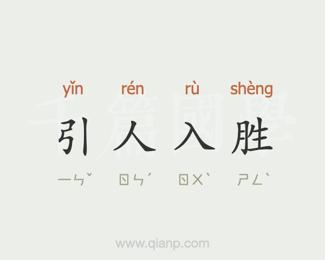 yǐn rén rù shèng
引人入胜
ㄧㄣˇ ㄖㄣˊ ㄖㄨˋ ㄕㄥˋ
www.qianp.com